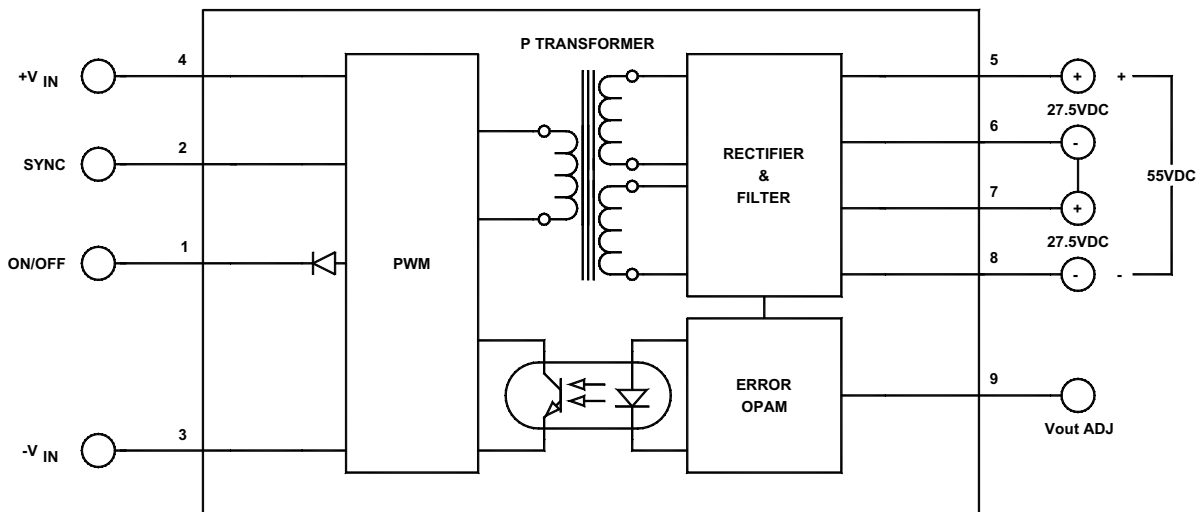 P TRANSFORMER
+V IN
4
SYNC
2
ON/OFF
1
-V IN
3
PWM
RECTIFIER
&
FILTER
ERROR
OPAM
5
+
+
27.5VDC
6
-
55VDC
7
+
27.5VDC
8
-
-
9
Vout ADJ